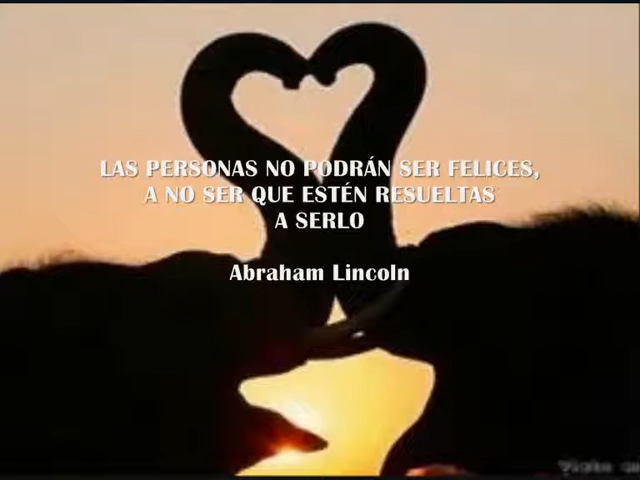 LAS PERSONAS NO PODRÁN SER FELICES,
A NO SER QUE ESTÉN RESUELTAS
A SERLO
Abraham Lincoln